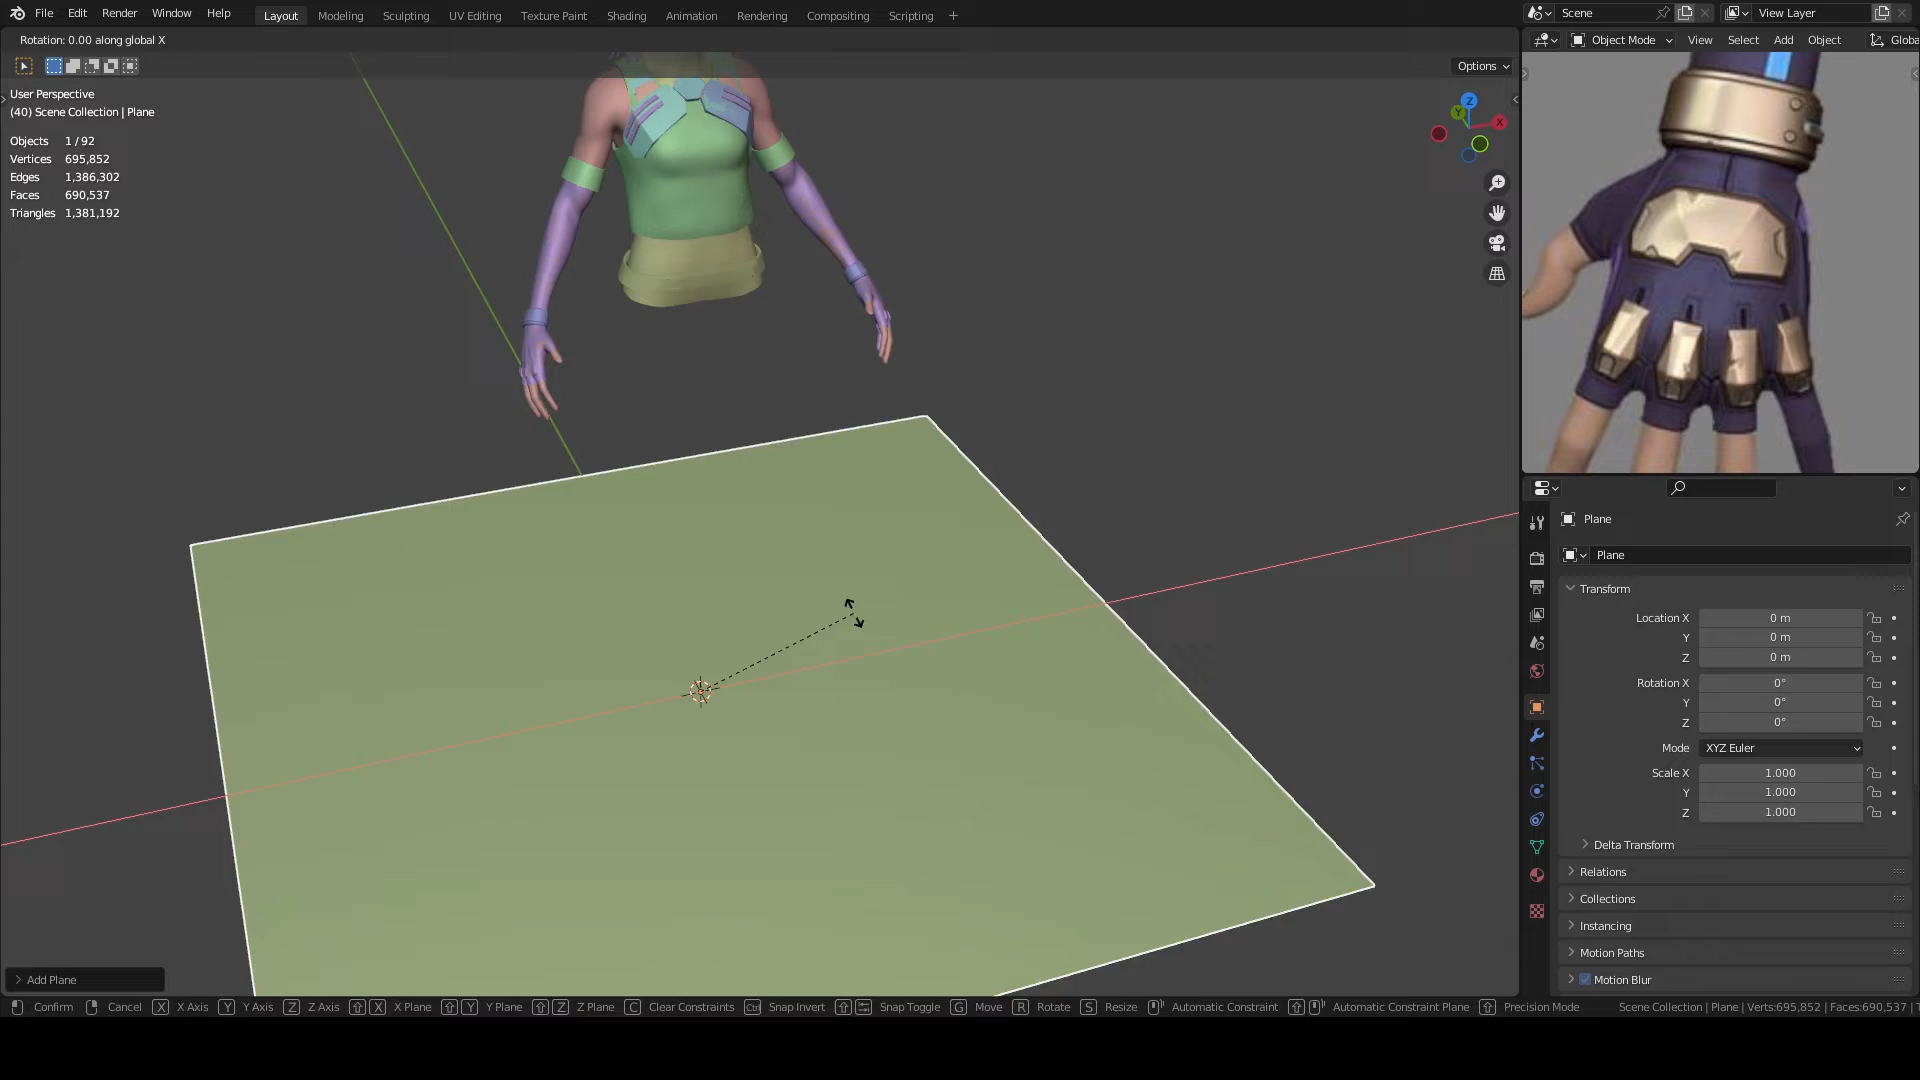 File Edit Render Window Help Layout Modeling Sculpting UV Editing Texture Paint Shading Animation Rendering Compositing Scripting + Scene View Layer
Rotation: 0.00 along global X
Object Mode View Select Add Object Globa
Options
User Perspective
(40) Scene Collection | Plane
Objects 1 / 92
Vertices 695,852
Edges 1,386,302
Faces 690,537
Triangles 1,381,192
Z
Y
X
Plane
Plane
Transform
Location X 0 m
Y 0 m
Z 0 m
Rotation X 0°
Y 0°
Z 0°
Mode XYZ Euler
Scale X 1.000
Y 1.000
Z 1.000
Delta Transform
Relations
Collections
Instancing
Motion Paths
Motion Blur
Add Plane
Confirm Cancel X X Axis Y Y Axis Z Z Axis X X Plane Y Y Plane Z Z Plane C Clear Constraints Ctrl Snap Invert Snap Toggle G Move R Rotate S Resize Automatic Constraint Automatic Constraint Plane Precision Mode Scene Collection | Plane | Verts:695,852 | Faces:690,537 | T